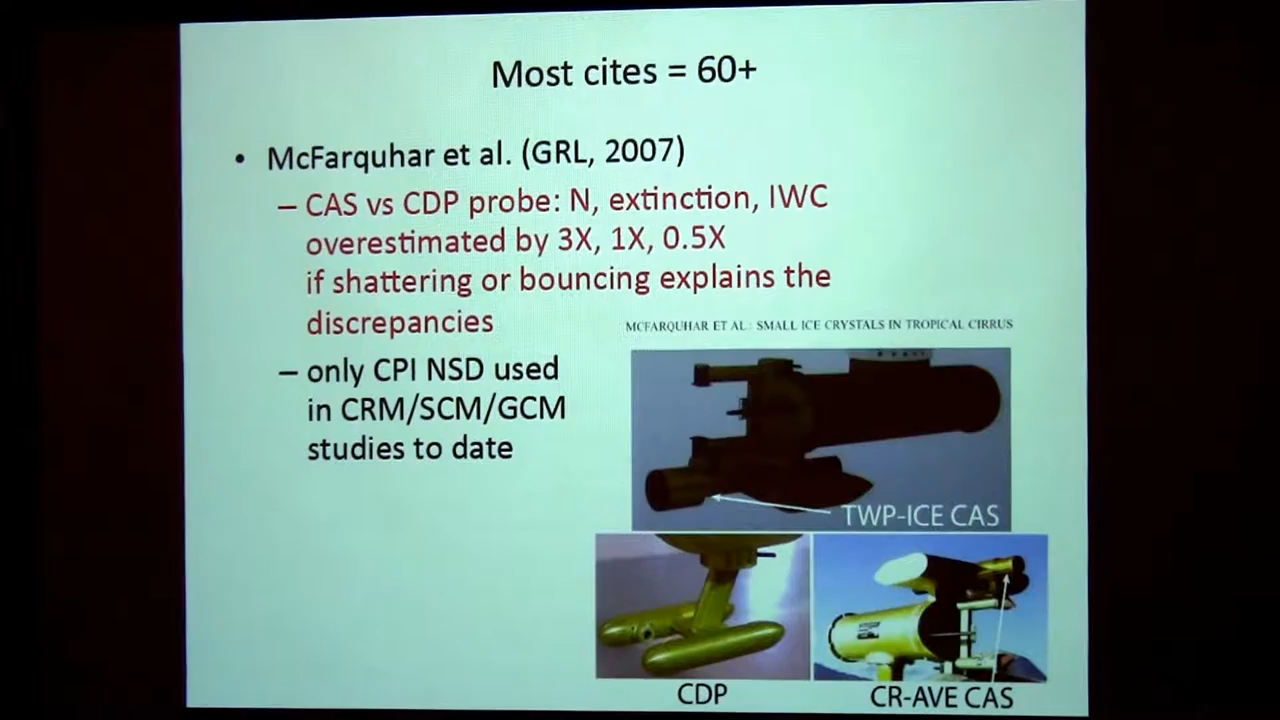 Most cites = 60+
• McFarquhar et al. (GRL, 2007)
– CAS vs CDP probe: N, extinction, IWC
overestimated by 3X, 1X, 0.5X
if shattering or bouncing explains the
discrepancies
– only CPI NSD used
in CRM/SCM/GCM
studies to date
MCFARQUHAR ET AL.: SMALL ICE CRYSTALS IN TROPICAL CIRRUS
TWP-ICE CAS
CDP
CR-AVE CAS